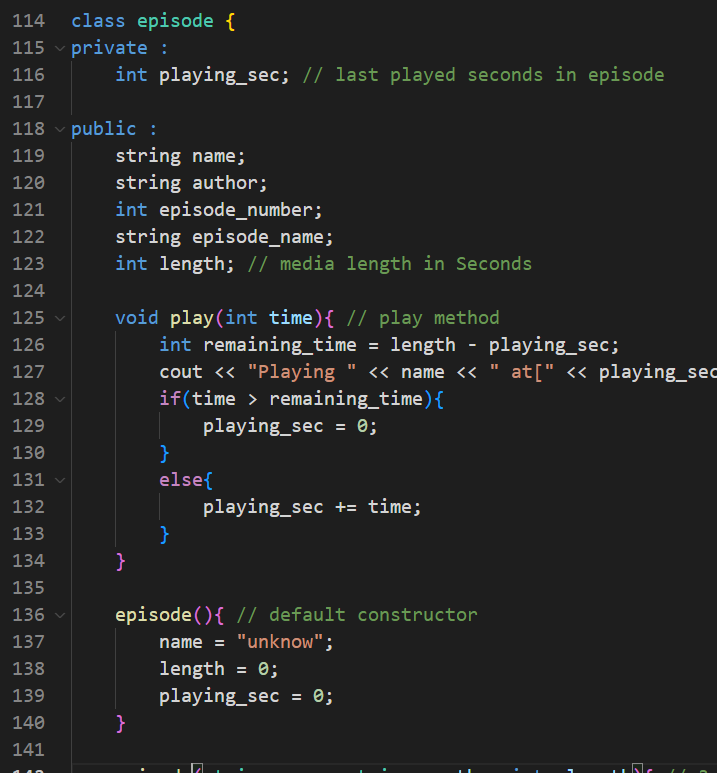 114 class episode {
115 private :
116 int playing_sec; // last played seconds in episode
117
118 public :
119 string name;
120 string author;
121 int episode_number;
122 string episode_name;
123 int length; // media length in Seconds
124
125 void play(int time){ // play method
126 int remaining_time = length - playing_sec;
127 cout << "Playing " << name << " at[" << playing_sec
128 if(time > remaining_time){
129 playing_sec = 0;
130 }
131 else{
132 playing_sec += time;
133 }
134 }
135
136 episode(){ // default constructor
137 name = "unknow";
138 length = 0;
139 playing_sec = 0;
140 }
141